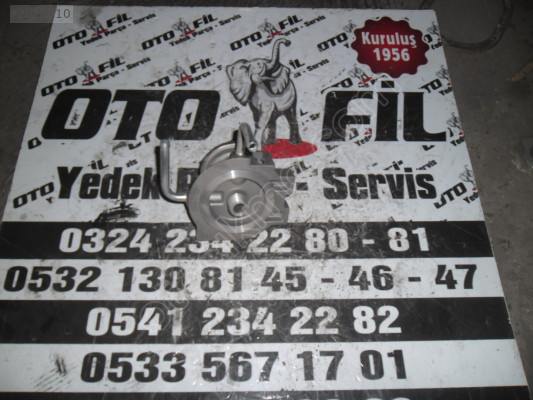 Kuruluş
1956
OTO FİL
Yedek - Servis
0324 234 22 80 - 81
0532 130 81 45 - 46 - 47
0541 234 22 82
0533 567 17 01